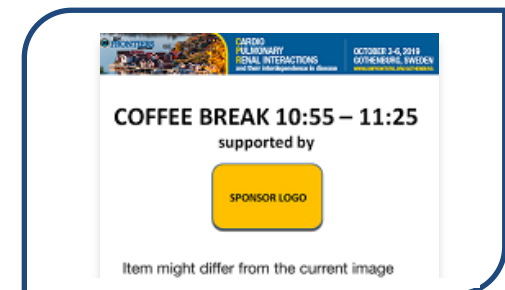 FRONTIERS
CARDIO
PULMONARY
RENAL INTERACTIONS
and their interdependence in disease
OCTOBER 3-6, 2019
GOTHENBURG, SWEDEN
COFFEE BREAK 10:55 – 11:25
supported by
SPONSOR LOGO
Item might differ from the current image